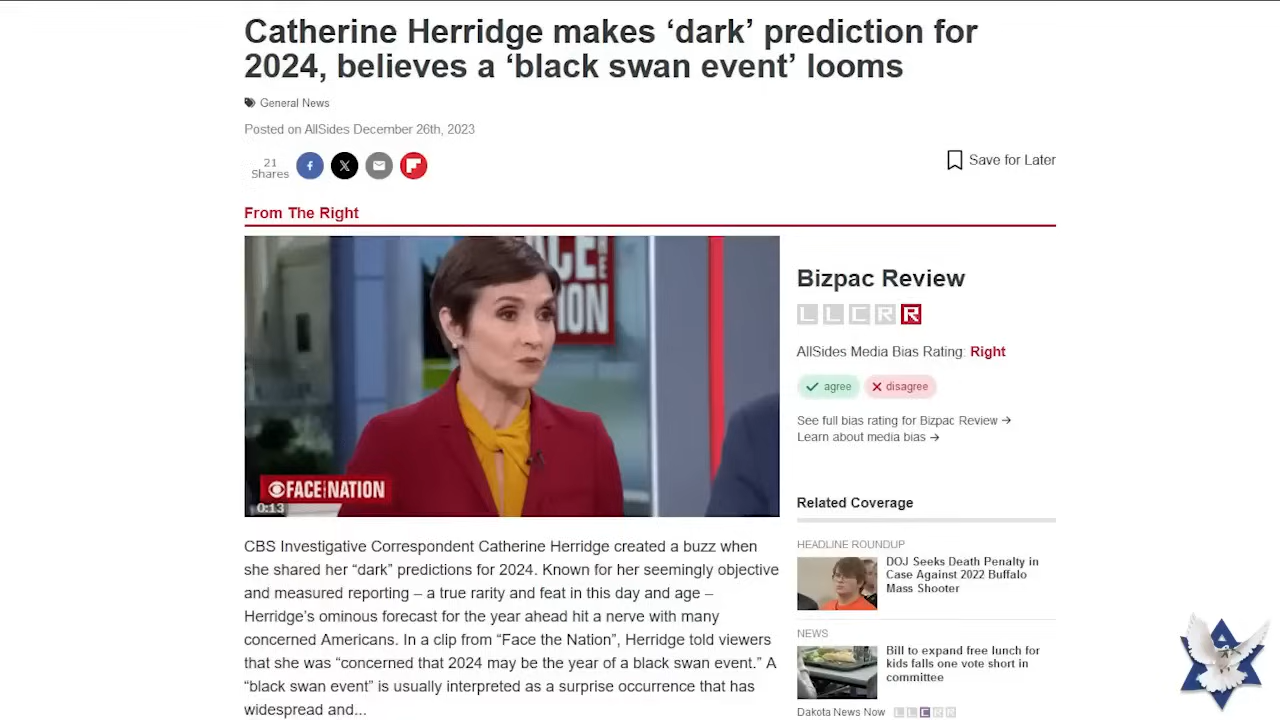 Catherine Herridge makes ‘dark’ prediction for
2024, believes a ‘black swan event’ looms
General News
Posted on AllSides December 26th, 2023
21
Shares
Save for Later
From The Right
FACE THE NATION
FACE THE NATION
0:13
Bizpac Review
L L C R R
AllSides Media Bias Rating: Right
agree
disagree
See full bias rating for Bizpac Review →
Learn about media bias →
CBS Investigative Correspondent Catherine Herridge created a buzz when
she shared her “dark” predictions for 2024. Known for her seemingly objective
and measured reporting – a true rarity and feat in this day and age –
Herridge’s ominous forecast for the year ahead hit a nerve with many
concerned Americans. In a clip from “Face the Nation”, Herridge told viewers
that she was “concerned that 2024 may be the year of a black swan event.” A
“black swan event” is usually interpreted as a surprise occurrence that has
widespread and...
Related Coverage
HEADLINE ROUNDUP
DOJ Seeks Death Penalty in
Case Against 2022 Buffalo
Mass Shooter
NEWS
Bill to expand free lunch for
kids falls one vote short in
committee
Dakota News Now L L C R R